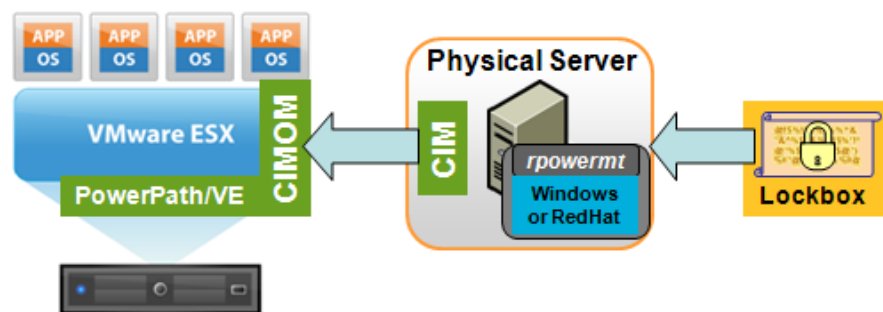 APP APP APP APP
OS OS OS OS
VMware ESX
CIMOM
PowerPath/VE
Physical Server
CIM
rpowermt
Windows
or RedHat
Lockbox